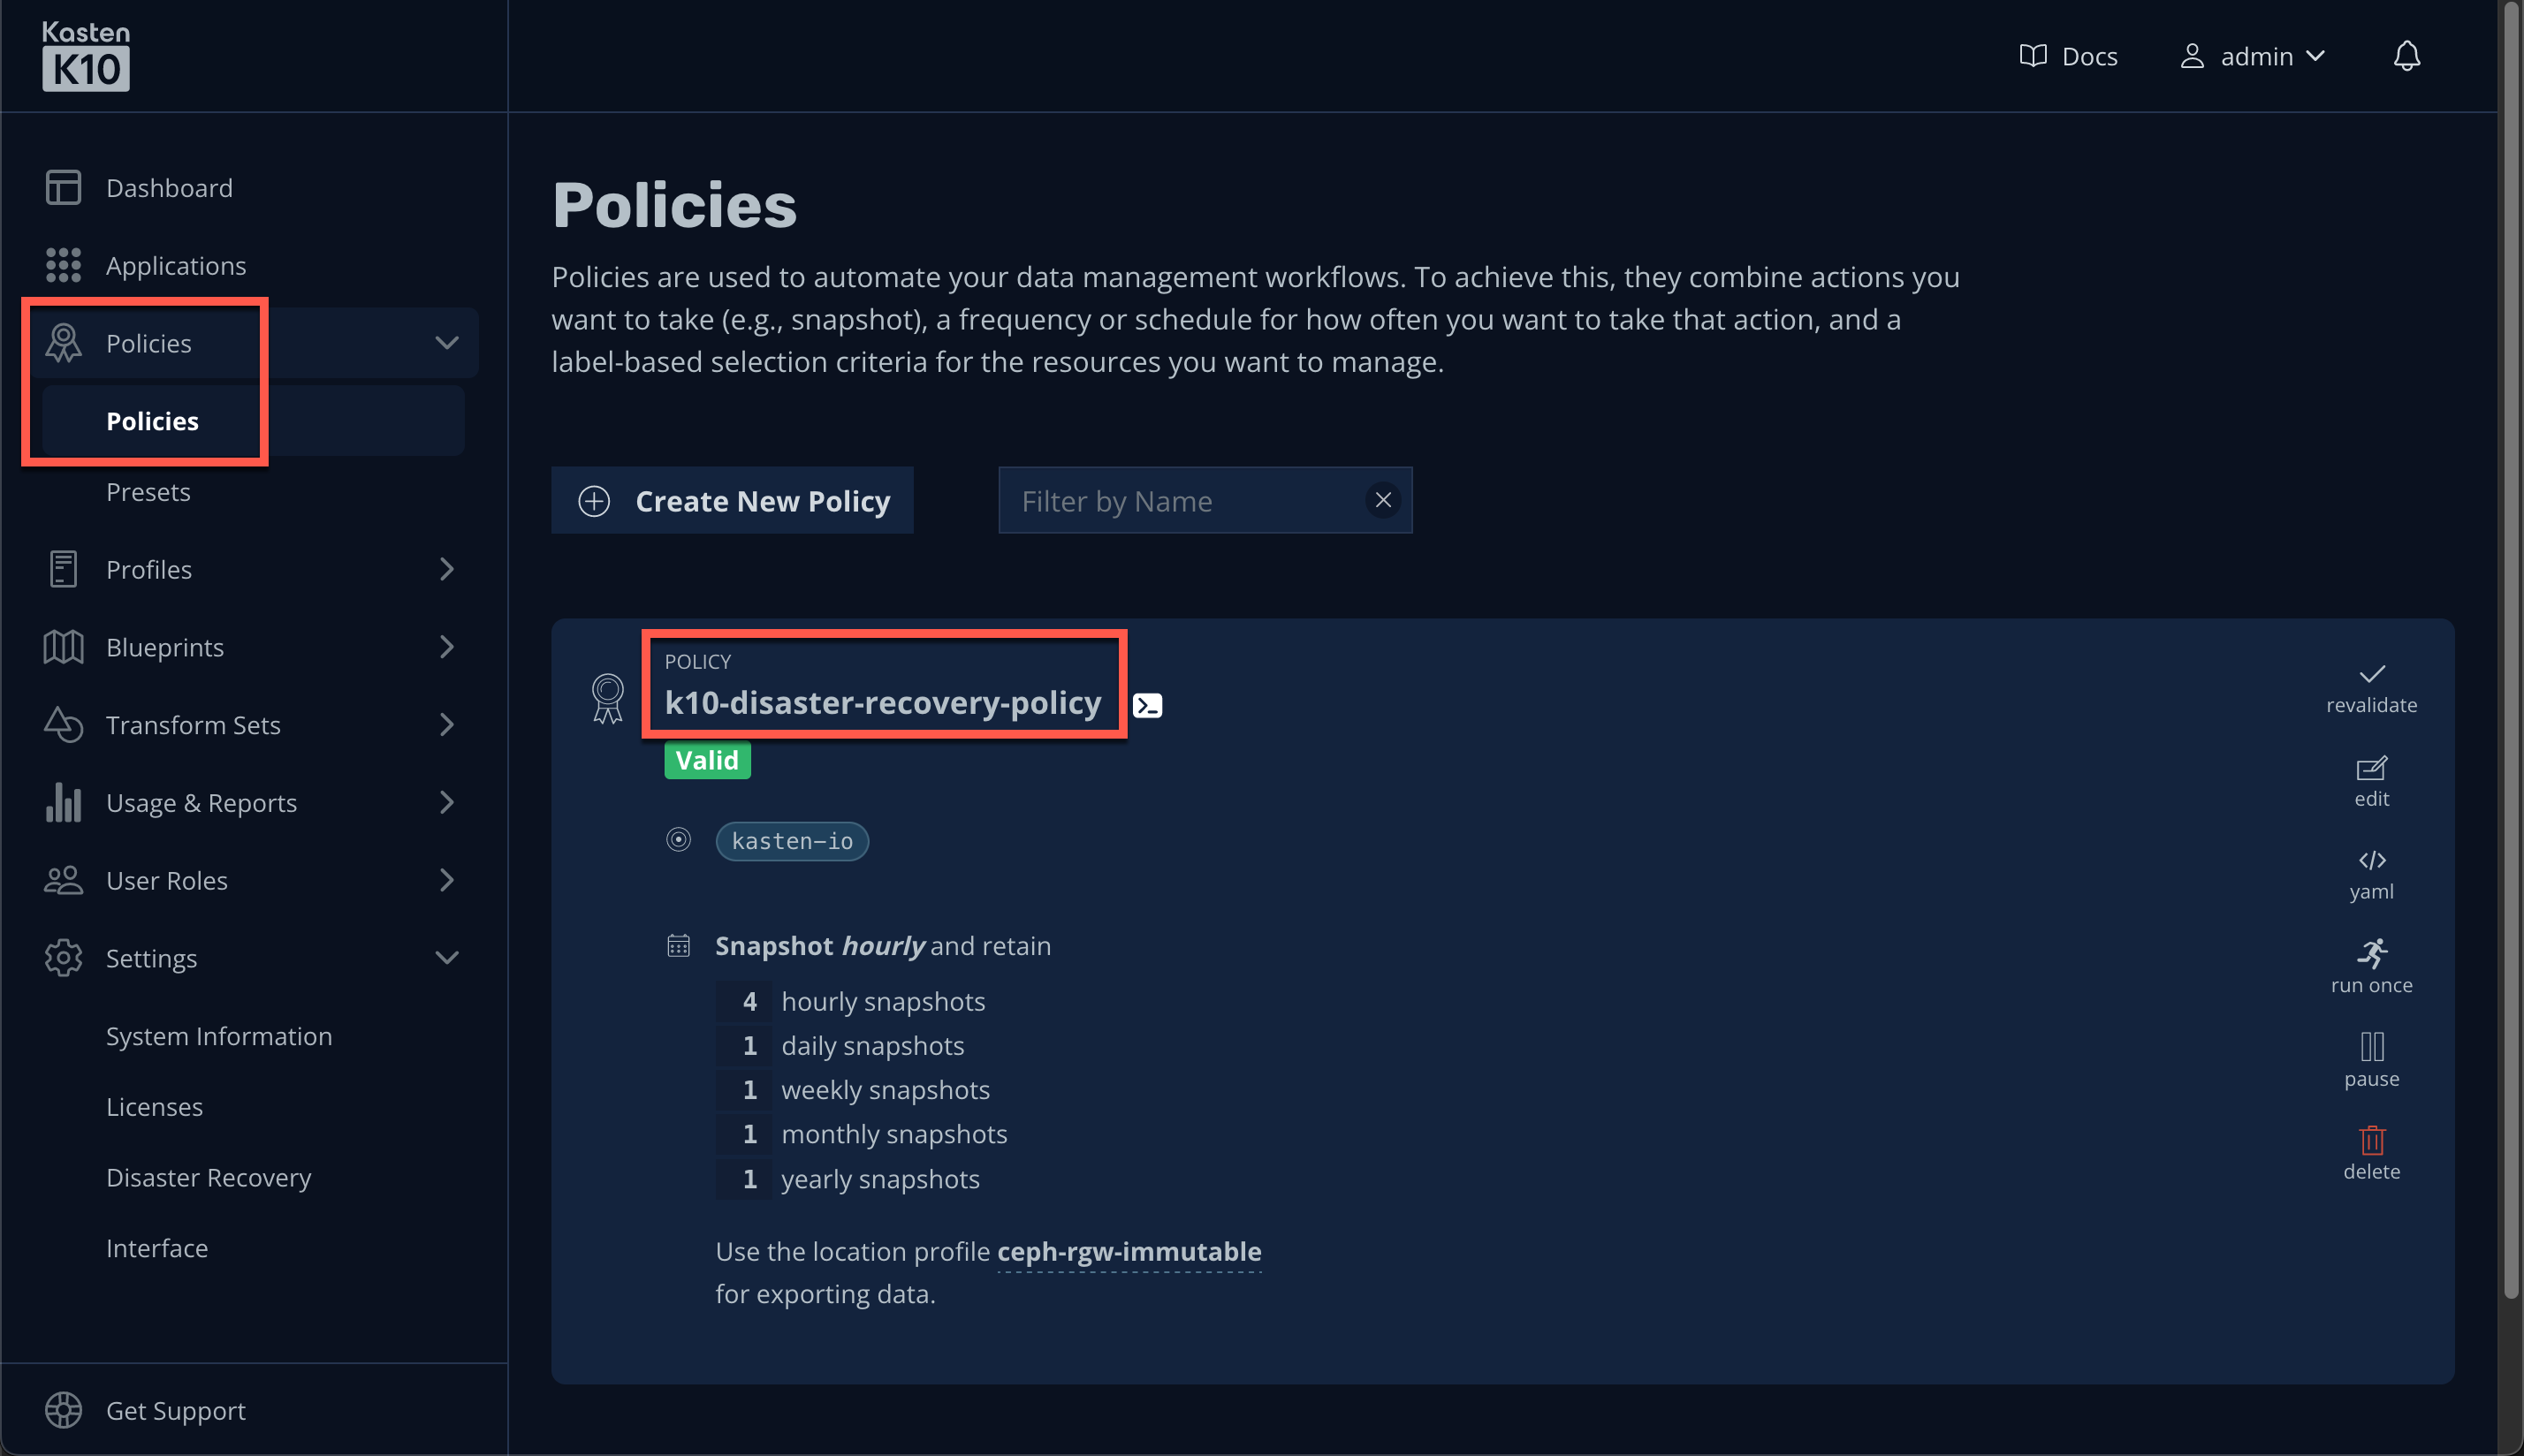 Kasten
K10
Docs
admin
Dashboard
Applications
Policies
Policies
Presets
Profiles
Blueprints
Transform Sets
Usage & Reports
User Roles
Settings
System Information
Licenses
Disaster Recovery
Interface
Get Support
Policies
Policies are used to automate your data management workflows. To achieve this, they combine actions you
want to take (e.g., snapshot), a frequency or schedule for how often you want to take that action, and a
label-based selection criteria for the resources you want to manage.
Create New Policy
Filter by Name
POLICY
k10-disaster-recovery-policy
Valid
kasten-io
Snapshot hourly and retain
4 hourly snapshots
1 daily snapshots
1 weekly snapshots
1 monthly snapshots
1 yearly snapshots
Use the location profile ceph-rgw-immutable
for exporting data.
revalidate
edit
yaml
run once
pause
delete